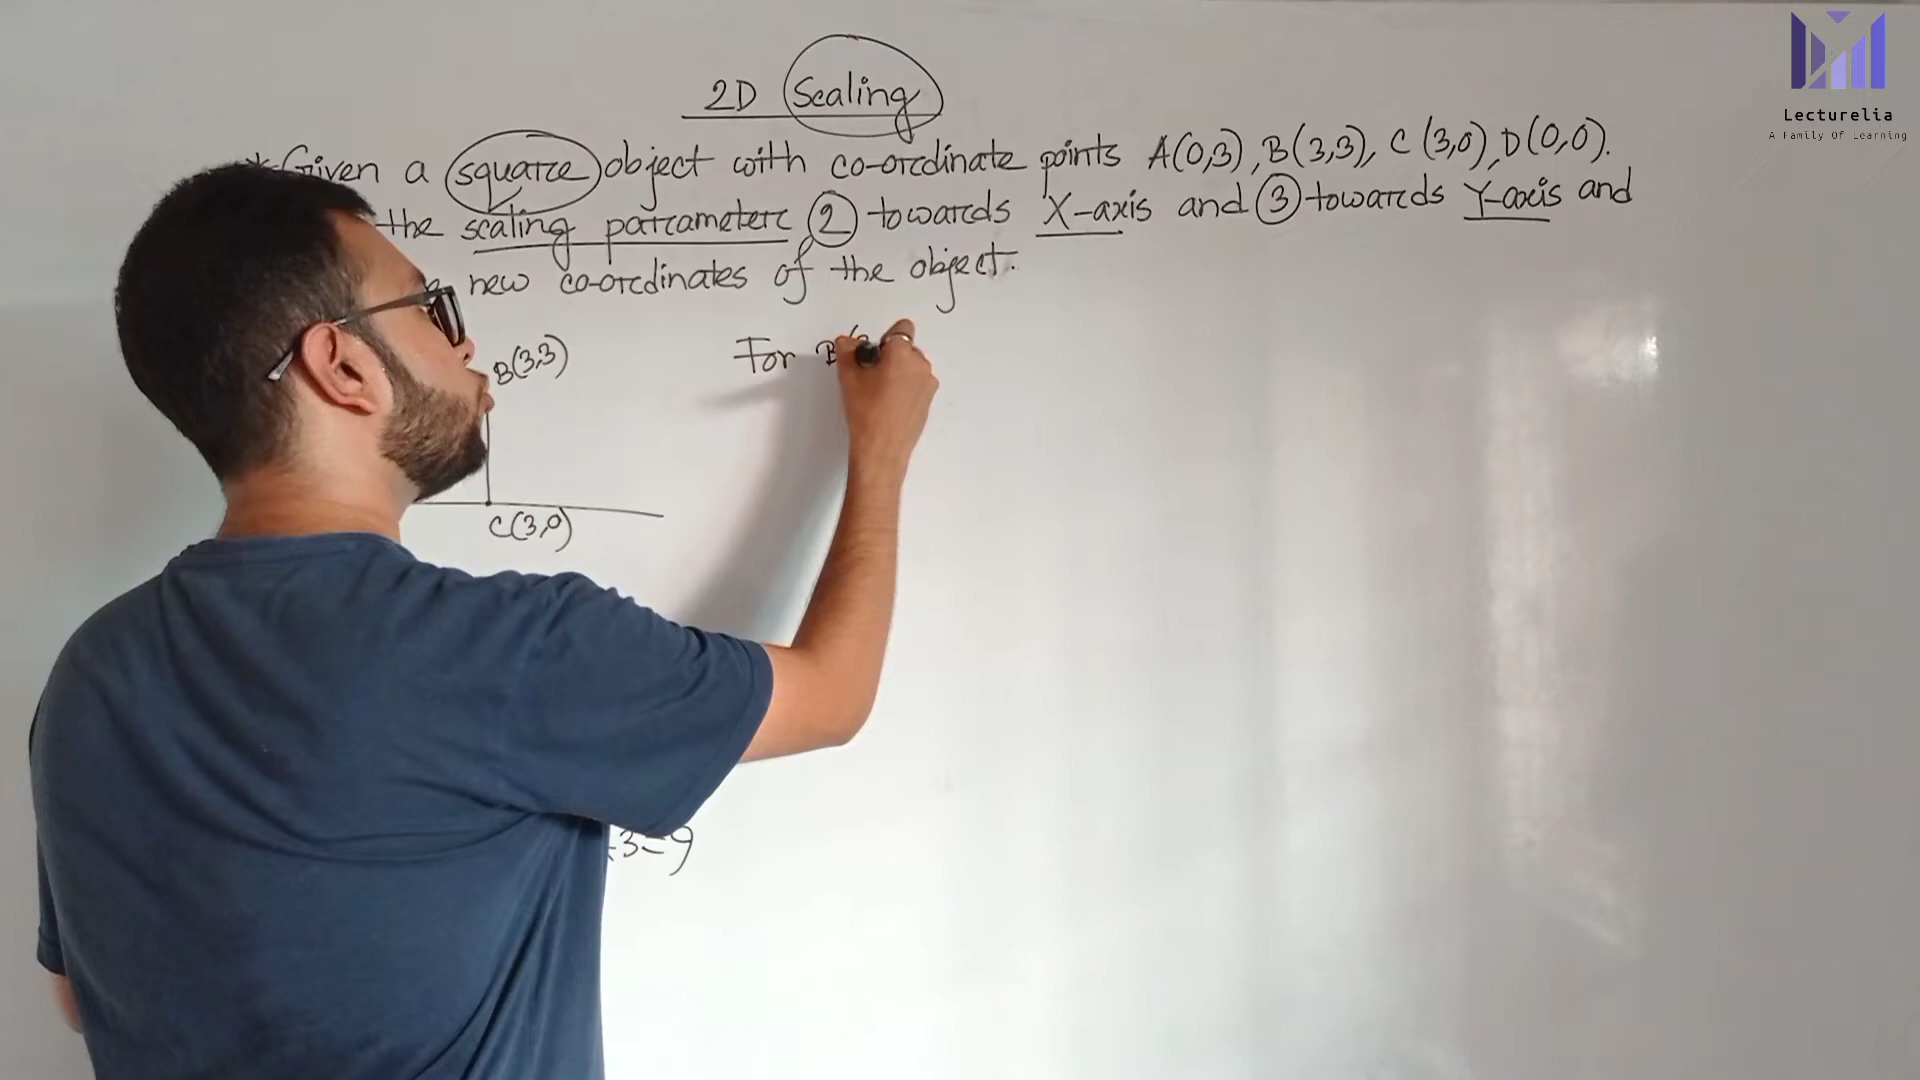 2D Scaling
Lecturelia
A Family Of Learning
*Given a square object with co-ordinate points A(0,3), B(3,3), C(3,0), D(0,0).
the scaling parameter 2 towards X-axis and 3 towards Y-axis and
new co-ordinates of the object.
B(3,3)
For B(3
C(3,0)
3=9